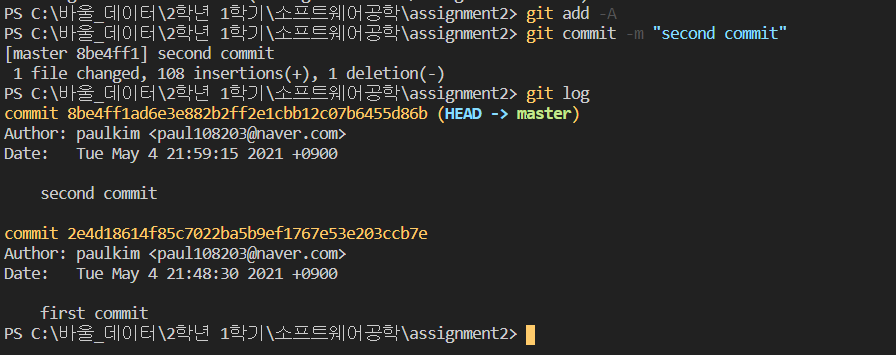 PS C:\바울_데이터\2학년 1학기\소프트웨어공학\assignment2> git add -A
PS C:\바울_데이터\2학년 1학기\소프트웨어공학\assignment2> git commit -m "second commit"
[master 8be4ff1] second commit
 1 file changed, 108 insertions(+), 1 deletion(-)
PS C:\바울_데이터\2학년 1학기\소프트웨어공학\assignment2> git log
commit 8be4ff1ad6e3e882b2ff2e1cbb12c07b6455d86b (HEAD -> master)
Author: paulkim <paul108203@naver.com>
Date:   Tue May 4 21:59:15 2021 +0900
    second commit
commit 2e4d18614f85c7022ba5b9ef1767e53e203ccb7e
Author: paulkim <paul108203@naver.com>
Date:   Tue May 4 21:48:30 2021 +0900
    first commit
PS C:\바울_데이터\2학년 1학기\소프트웨어공학\assignment2>